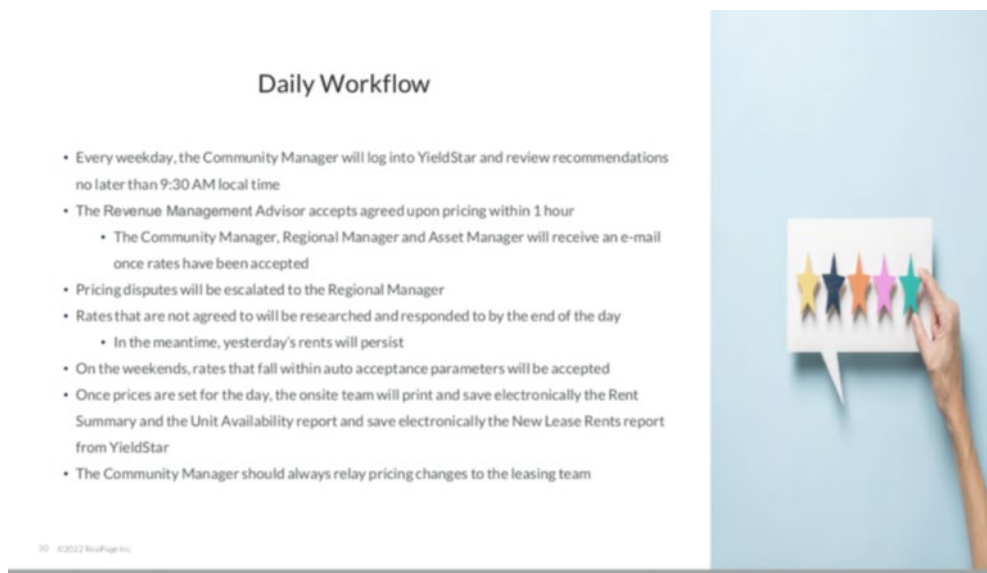 Daily Workflow
• Every weekday, the Community Manager will log into YieldStar and review recommendations
no later than 9:30 AM local time
• The Revenue Management Advisor accepts agreed upon pricing within 1 hour
• The Community Manager, Regional Manager and Asset Manager will receive an e-mail
once rates have been accepted
• Pricing disputes will be escalated to the Regional Manager
• Rates that are not agreed to will be researched and responded to by the end of the day
• In the meantime, yesterday's rents will persist
• On the weekends, rates that fall within auto acceptance parameters will be accepted
• Once prices are set for the day, the onsite team will print and save electronically the Rent
Summary and the Unit Availability report and save electronically the New Lease Rents report
from YieldStar
• The Community Manager should always relay pricing changes to the leasing team
30 ©2022 RealPage Inc